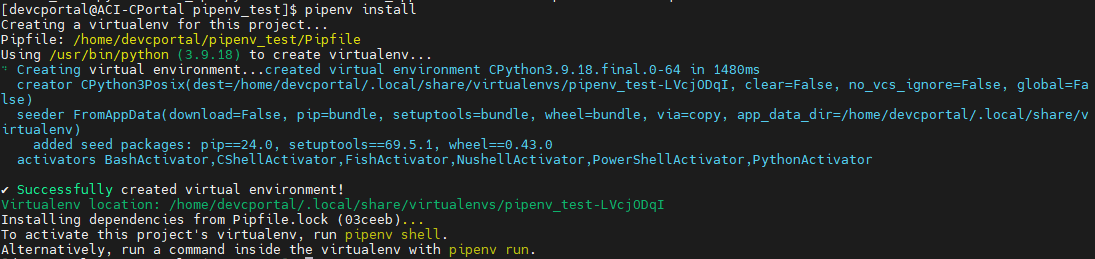 [devcportal@ACI-CPortal pipenv_test]$ pipenv install
Creating a virtualenv for this project...
Pipfile: /home/devcportal/pipenv_test/Pipfile
Using /usr/bin/python (3.9.18) to create virtualenv...
Creating virtual environment...created virtual environment CPython3.9.18.final.0-64 in 1480ms
  creator CPython3Posix(dest=/home/devcportal/.local/share/virtualenvs/pipenv_test-LVcjODqI, clear=False, no_vcs_ignore=False, global=Fa
lse)
  seeder FromAppData(download=False, pip=bundle, setuptools=bundle, wheel=bundle, via=copy, app_data_dir=/home/devcportal/.local/share/v
irtualenv)
    added seed packages: pip==24.0, setuptools==69.5.1, wheel==0.43.0
  activators BashActivator,CShellActivator,FishActivator,NushellActivator,PowerShellActivator,PythonActivator
✔ Successfully created virtual environment!
Virtualenv location: /home/devcportal/.local/share/virtualenvs/pipenv_test-LVcjODqI
Installing dependencies from Pipfile.lock (03ceeb)...
To activate this project's virtualenv, run pipenv shell.
Alternatively, run a command inside the virtualenv with pipenv run.